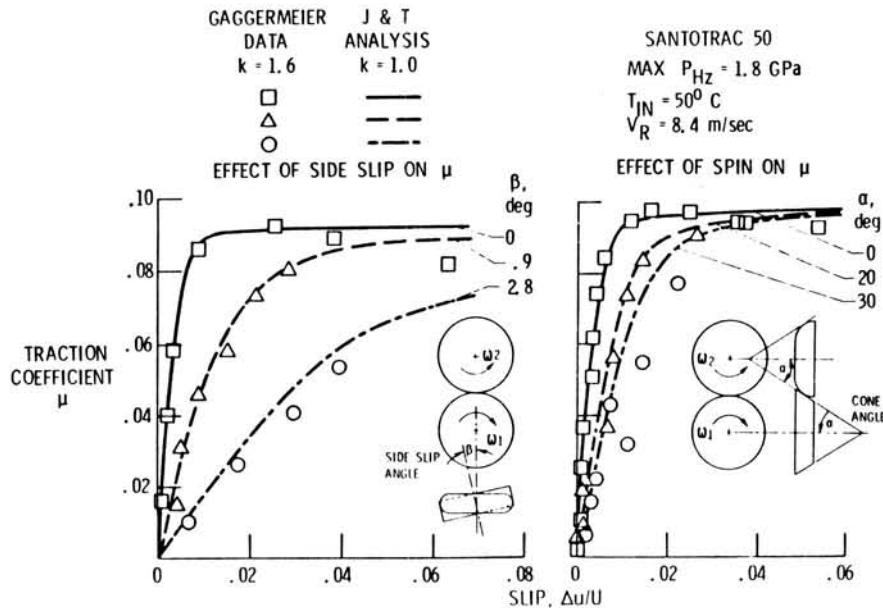 GAGGERMEIER DATA k = 1.6
J & T ANALYSIS k = 1.0
SANTOTRAC 50
MAX P_Hz = 1.8 GPa
T_IN = 50⁰ C
V_R = 8.4 m/sec
EFFECT OF SIDE SLIP ON μ
β, deg
0
.9
2.8
.10
.08
.06
.04
.02
0
.02
.04
.06
.08
TRACTION COEFFICIENT μ
ω2
ω1
SIDE SLIP ANGLE
β
EFFECT OF SPIN ON μ
α, deg
0
20
30
ω2
ω1
α
CONE ANGLE
α
0
.02
.04
.06
SLIP, Δu/U